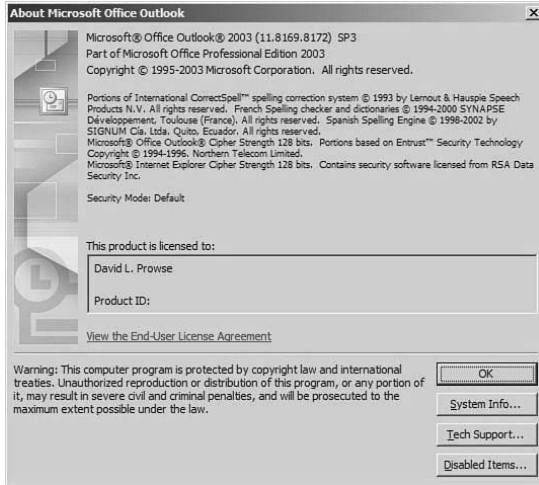 About Microsoft Office Outlook
Microsoft® Office Outlook® 2003 (11.8169.8172) SP3
Part of Microsoft Office Professional Edition 2003
Copyright © 1995-2003 Microsoft Corporation. All rights reserved.
Portions of International CorrectSpell™ spelling correction system © 1993 by Lernout & Hauspie Speech
Products N.V. All rights reserved. French Spelling checker and dictionaries © 1994-2000 SYNAPSE
Développement, Toulouse (France). All rights reserved. Spanish Spelling Engine © 1998-2002 by
SIGNUM Cía. Ltda. Quito, Ecuador. All rights reserved.
Microsoft® Office Outlook® Cipher Strength 128 bits. Portions based on Entrust™ Security Technology
Copyright © 1994-1996. Northern Telecom Limited.
Microsoft® Internet Explorer Cipher Strength 128 bits. Contains security software licensed from RSA Data
Security Inc.
Security Mode: Default
This product is licensed to:
David L. Prowse
Product ID:
View the End-User License Agreement
Warning: This computer program is protected by copyright law and international
treaties. Unauthorized reproduction or distribution of this program, or any portion of
it, may result in severe civil and criminal penalties, and will be prosecuted to the
maximum extent possible under the law.
OK
System Info...
Tech Support...
Disabled Items...